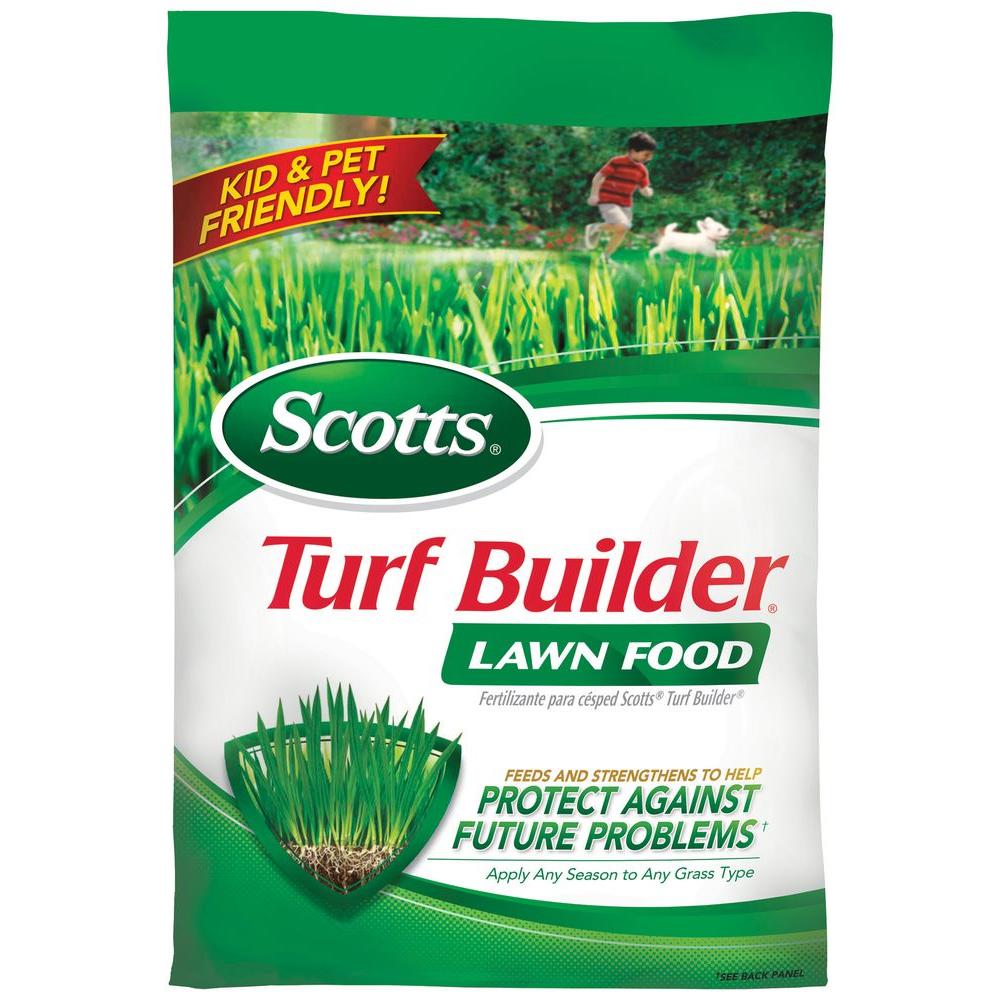 KID & PET
FRIENDLY!
Scotts®
Turf Builder®
LAWN FOOD
Fertilizante para césped Scotts® Turf Builder®
FEEDS AND STRENGTHENS TO HELP
PROTECT AGAINST
FUTURE PROBLEMS†
Apply Any Season to Any Grass Type
†SEE BACK PANEL